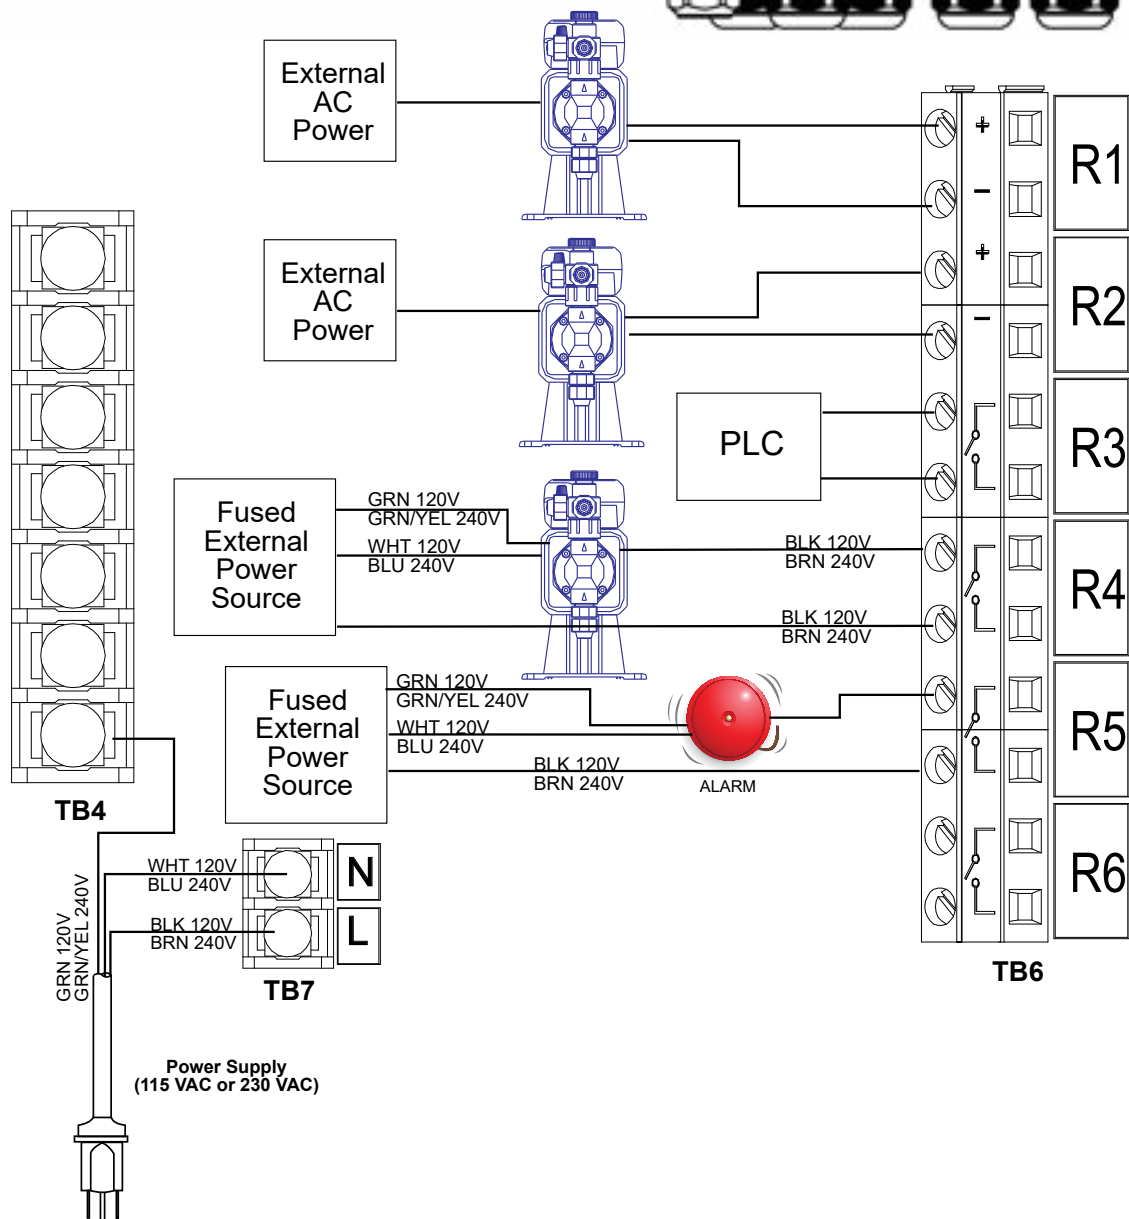 External
AC
Power
+
−
R1
External
AC
Power
+
−
R2
PLC
R3
Fused
External
Power
Source
GRN 120V
GRN/YEL 240V
WHT 120V
BLU 240V
BLK 120V
BRN 240V
BLK 120V
BRN 240V
R4
Fused
External
Power
Source
GRN 120V
GRN/YEL 240V
WHT 120V
BLU 240V
BLK 120V
BRN 240V
ALARM
R5
R6
TB6
TB4
WHT 120V
BLU 240V
N
BLK 120V
BRN 240V
L
TB7
GRN 120V
GRN/YEL 240V
Power Supply
(115 VAC or 230 VAC)